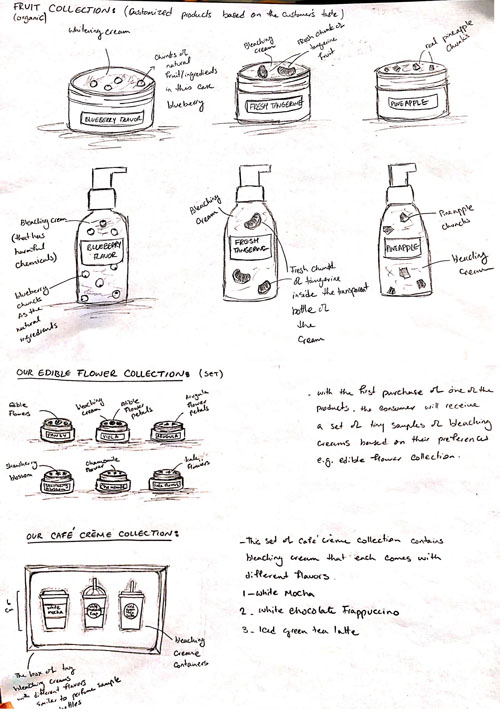 FRUIT COLLECTION: (Customized products based on the customer's taste)
(organic)
Whitening cream
Chunks of
natural
fruit/ingredients
in this case
blueberry
BLUEBERRY FLAVOR
Bleaching
cream
Fresh chunk of
tangerine
fruit
FRESH TANGERINE
real pineapple
chunks
PINEAPPLE
Bleaching cream
(that has
harmful
chemicals)
blueberry
chunks
As the
natural
ingredients
BLUEBERRY
FLAVOR
Bleaching
Cream
FRESH
TANGERINE
Fresh chunk
of tangerine
inside the transparent
bottle of
the
Cream
PINEAPPLE
Pineapple
chunks
bleaching
Cream
OUR EDIBLE FLOWER COLLECTION: (SET)
Edible
Flowers
bleaching
cream
Edible
flower
petals
Arugula
flower
petals
PANSY
VIOLA
ARUGULA
Strawberry
blossom
chamomile
flower
flowers
STRAWBERRY
BLOSSOM
. with the first purchase of one of the
products, the consumer will receive
a set of tiny samples of bleaching
creams based on their preferences
e.g. edible flower collection.
OUR CAFÉ CRÈME COLLECTION:
6
cm
white
mocha
bleaching
creme
containers
The box of tiny
bleaching creams
with different flavors
similar to perfume sample
bottles
- This set of café crème collection contains
bleaching cream that each comes with
different flavors.
1 - white Mocha
2. white chocolate Frappuccino
3. Iced green tea latte